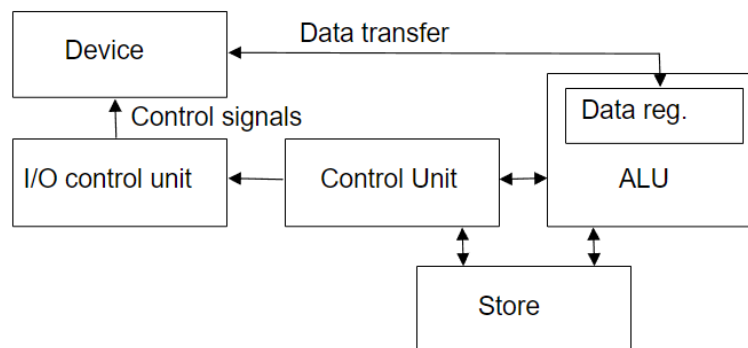 Data transfer
Device
Data reg.
Control signals
I/O control unit
Control Unit
ALU
Store